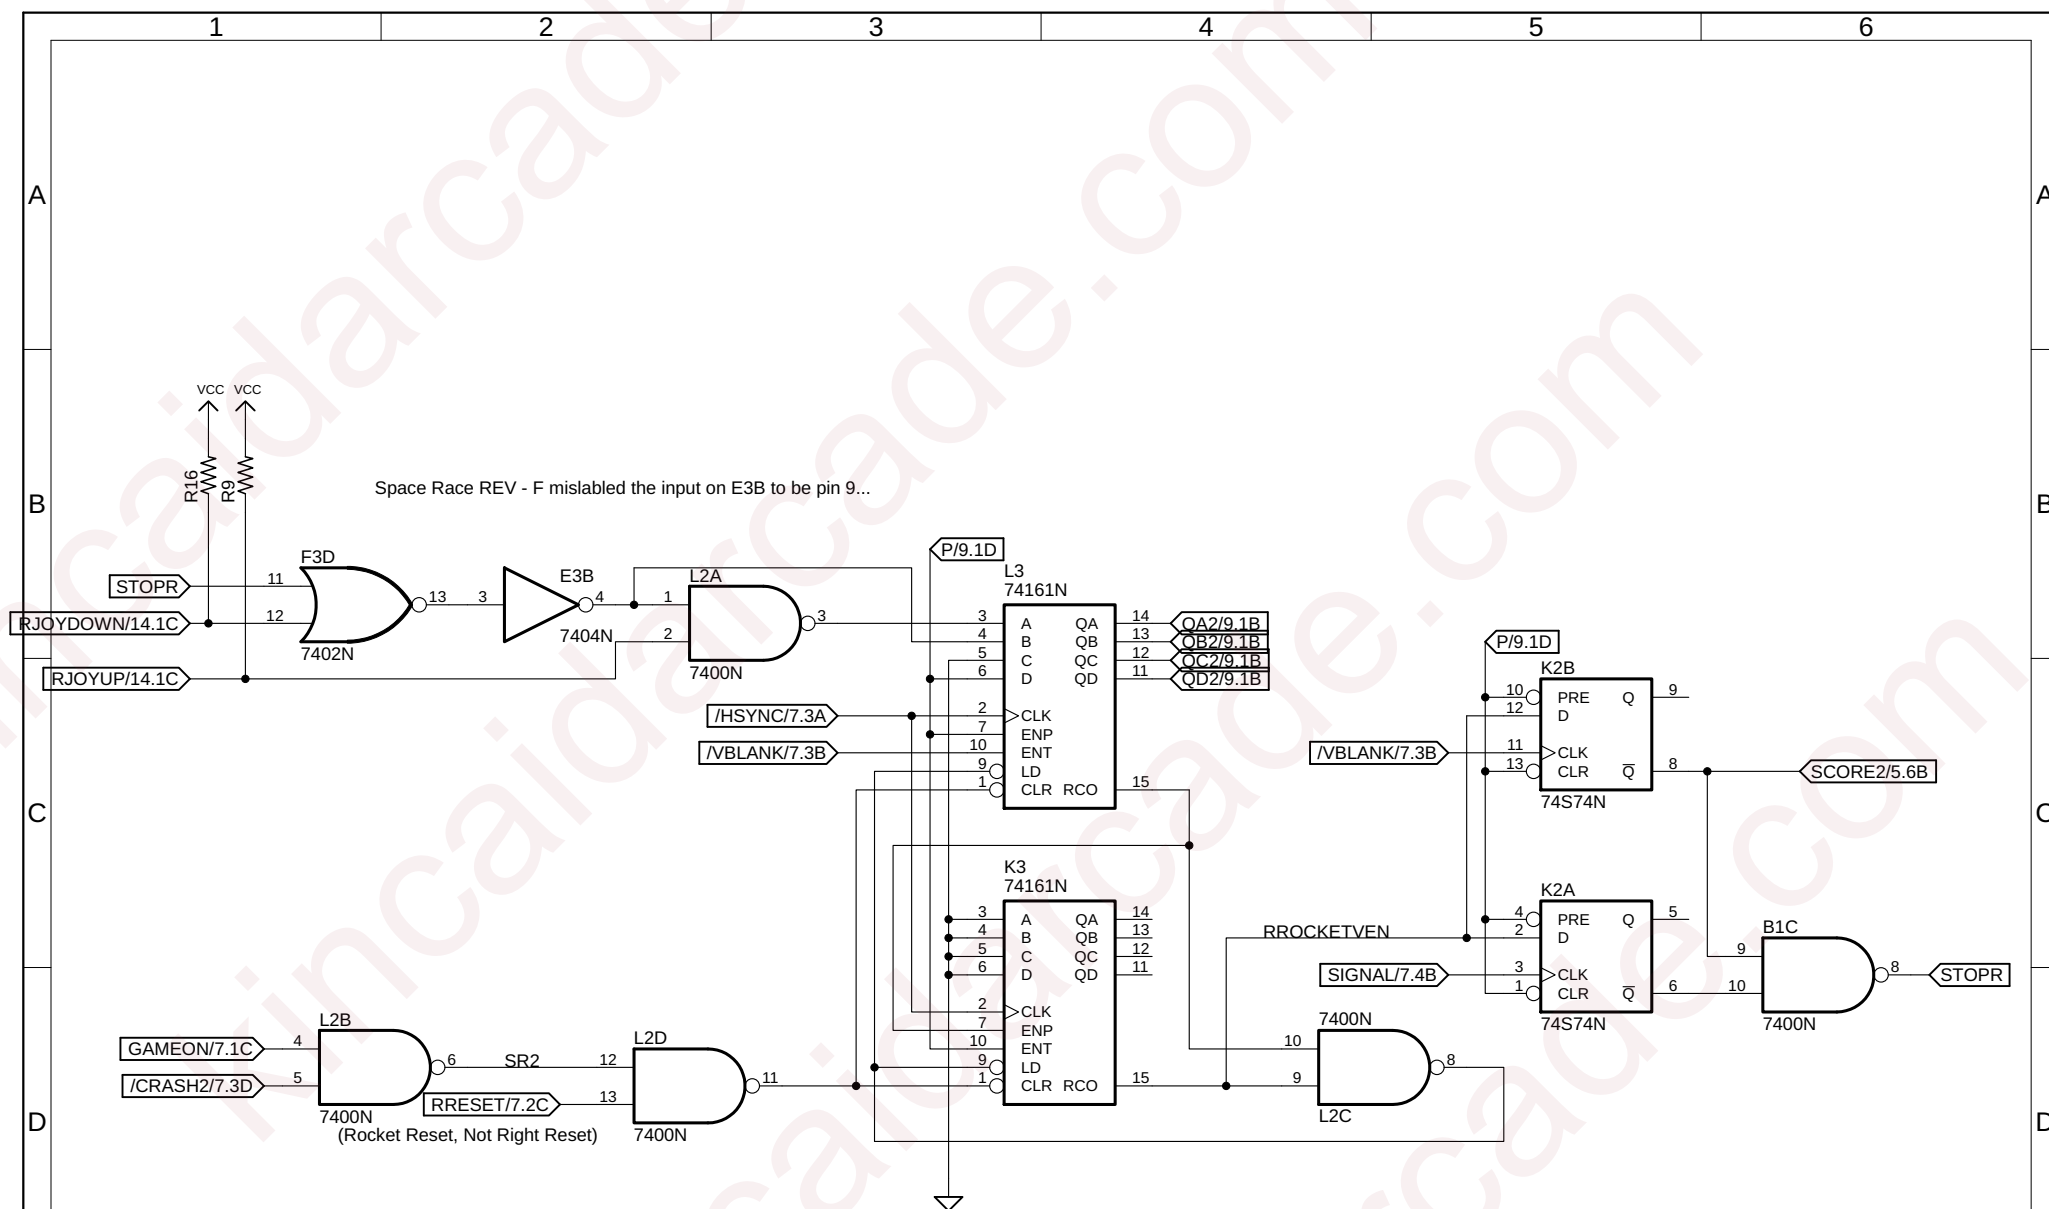 1 2 3 4 5 6
A A
VCC VCC
R16 R9
Space Race REV - F mislabled the input on E3B to be pin 9...
B B
F3D
STOPR 11
RJOYDOWN/14.1C 12
13
7402N
3 E3B 4
7404N
RJOYUP/14.1C
L2A
1
2
3
7400N
P/9.1D
L3
74161N
3 A QA 14 QA2/9.1B
4 B QB 13 QB2/9.1B
5 C QC 12 QC2/9.1B
6 D QD 11 QD2/9.1B
/HSYNC/7.3A 2 CLK
7 ENP
/VBLANK/7.3B 10 ENT
9 LD
1 CLR RCO 15
P/9.1D
K2B
10 PRE Q 9
12 D
/VBLANK/7.3B 11 CLK
13 CLR Q 8 SCORE2/5.6B
74S74N
C C
K3
74161N
3 A QA 14
4 B QB 13
5 C QC 12
6 D QD 11
2 CLK
7 ENP
10 ENT
9 LD
1 CLR RCO 15
K2A
4 PRE Q 5
RROCKETVEN 2 D
SIGNAL/7.4B 3 CLK
1 CLR Q 6
74S74N
B1C
9
10
8 STOPR
7400N
L2B
GAMEON/7.1C 4
/CRASH2/7.3D 5
6 SR2
7400N
(Rocket Reset, Not Right Reset)
L2D
12
RRESET/7.2C 13
11
7400N
7400N
10
9
8
L2C
D D
kincaidarcade.com
kincaidarcade.com
kincaidarcade.com